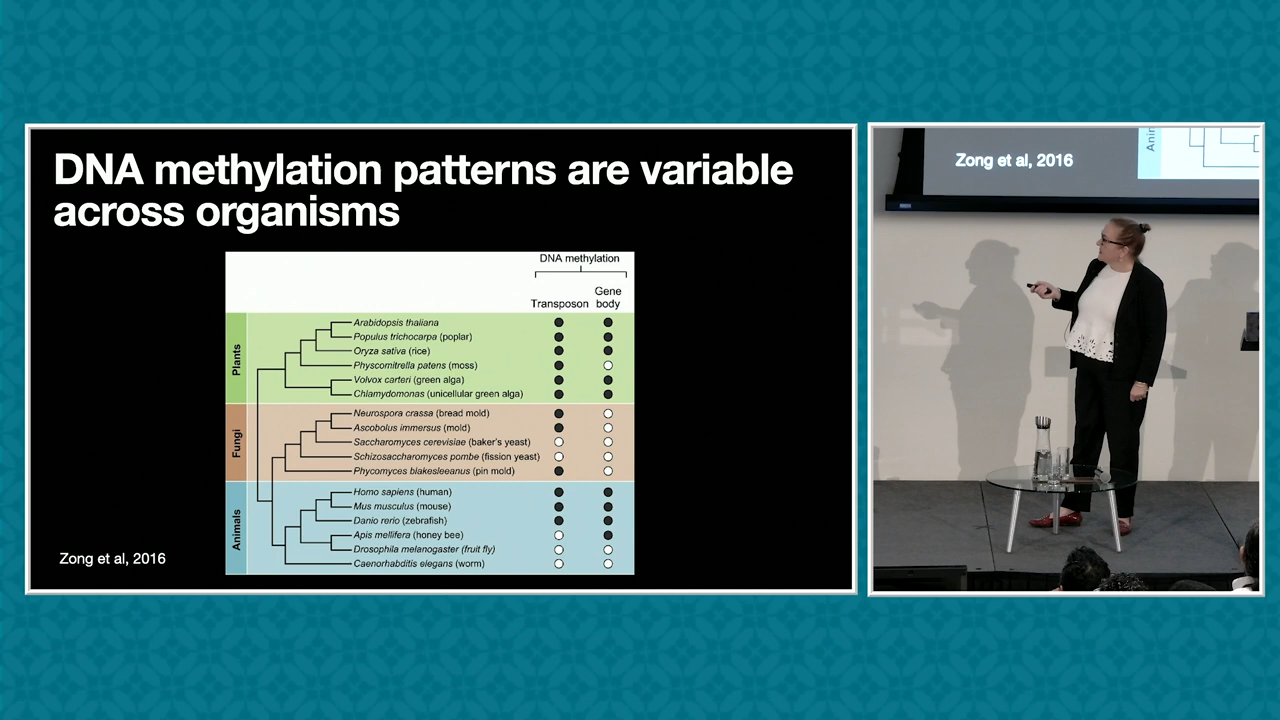 DNA methylation patterns are variable
across organisms
DNA methylation
Transposon
Gene
body
Plants
Arabidopsis thaliana
Populus trichocarpa (poplar)
Oryza sativa (rice)
Physcomitrella patens (moss)
Volvox carteri (green alga)
Chlamydomonas (unicellular green alga)
Fungi
Neurospora crassa (bread mold)
Ascobolus immersus (mold)
Saccharomyces cerevisiae (baker's yeast)
Schizosaccharomyces pombe (fission yeast)
Phycomyces blakesleeanus (pin mold)
Animals
Homo sapiens (human)
Mus musculus (mouse)
Danio rerio (zebrafish)
Apis mellifera (honey bee)
Drosophila melanogaster (fruit fly)
Caenorhabditis elegans (worm)
Zong et al, 2016
Zong et al, 2016
Anin